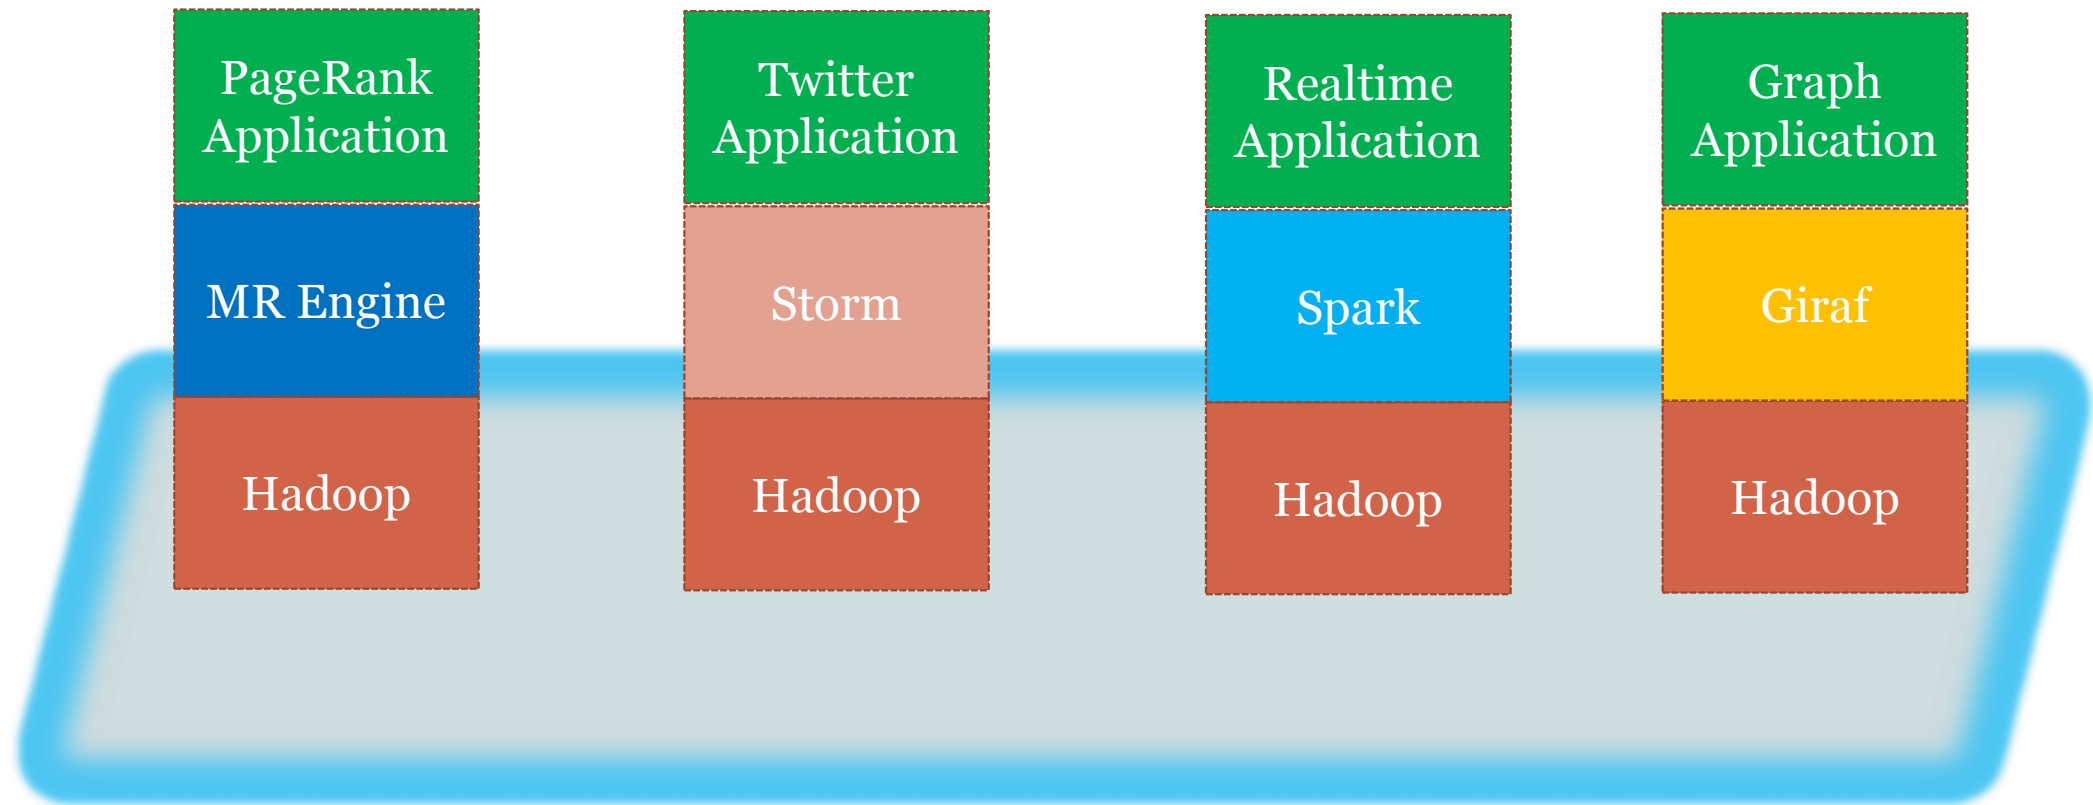 PageRank
Application
MR Engine
Hadoop
Twitter
Application
Storm
Hadoop
Realtime
Application
Spark
Hadoop
Graph
Application
Giraf
Hadoop